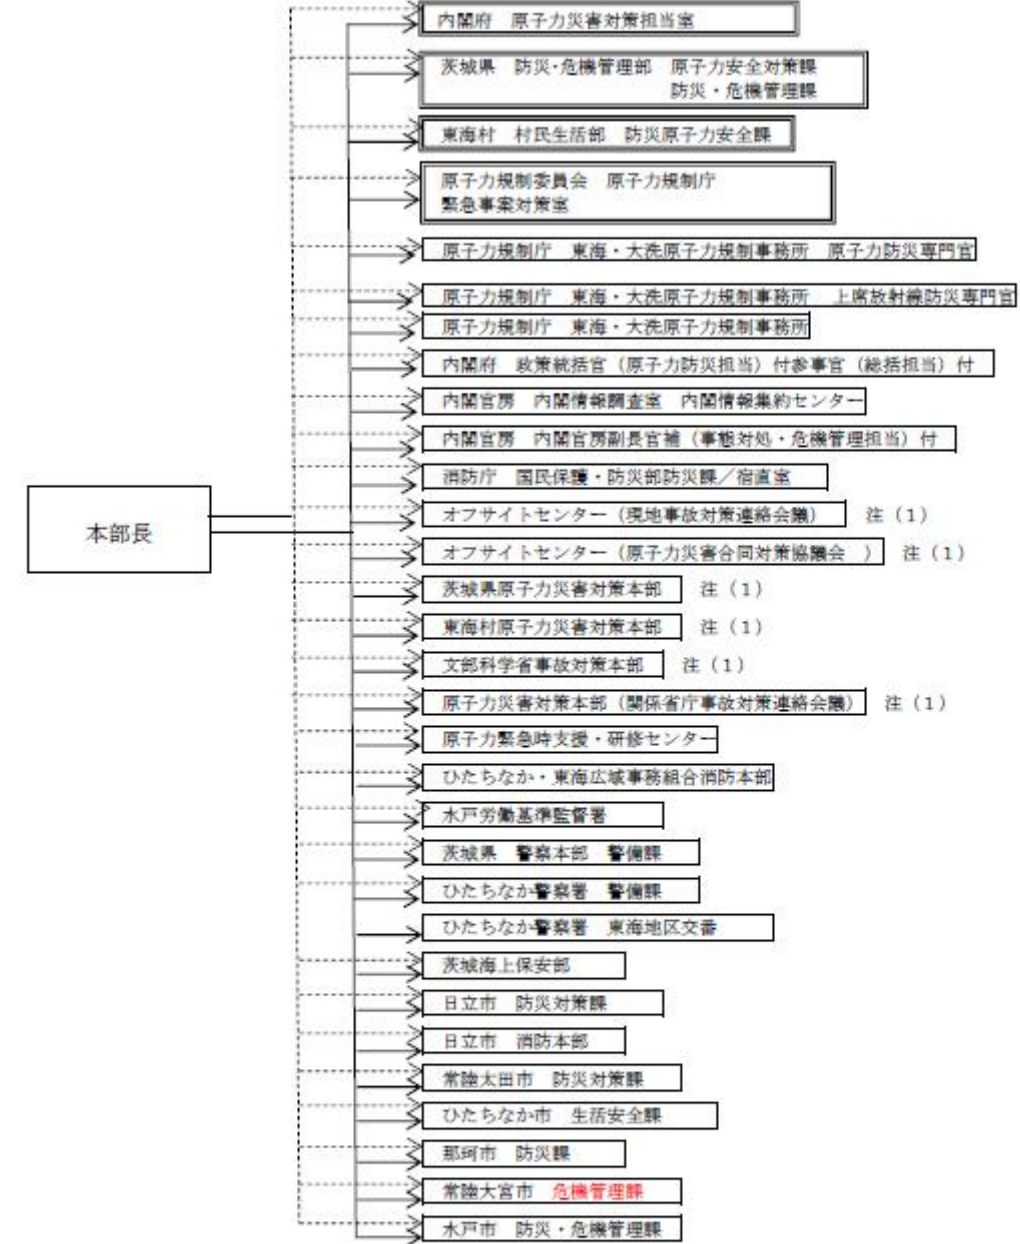 内閣府　原子力災害対策担当室
茨城県　防災・危機管理部　原子力安全対策課
防災・危機管理課
東海村　村民生活部　防災原子力安全課
原子力規制委員会　原子力規制庁
緊急事案対策室
原子力規制庁　東海・大洗原子力規制事務所　原子力防災専門官
原子力規制庁　東海・大洗原子力規制事務所　上席放射線防災専門官
原子力規制庁　東海・大洗原子力規制事務所
内閣府　政策統括官（原子力防災担当）付参事官（総括担当）付
内閣官房　内閣情報調査室　内閣情報集約センター
内閣官房　内閣官房副長官補（事態対処・危機管理担当）付
消防庁　国民保護・防災部防災課／宿直室
本部長
オフサイトセンター（現地事故対策連絡会議）　注（１）
オフサイトセンター（原子力災害合同対策協議会　）　注（１）
茨城県原子力災害対策本部　注（１）
東海村原子力災害対策本部　注（１）
文部科学省事故対策本部　注（１）
原子力災害対策本部（関係省庁事故対策連絡会議）　注（１）
原子力緊急時支援・研修センター
ひたちなか・東海広域事務組合消防本部
水戸労働基準監督署
茨城県　警察本部　警備課
ひたちなか警察署　警備課
ひたちなか警察署　東海地区交番
茨城海上保安部
日立市　防災対策課
日立市　消防本部
常陸太田市　防災対策課
ひたちなか市　生活安全課
那珂市　防災課
常陸大宮市　危機管理課
水戸市　防災・危機管理課